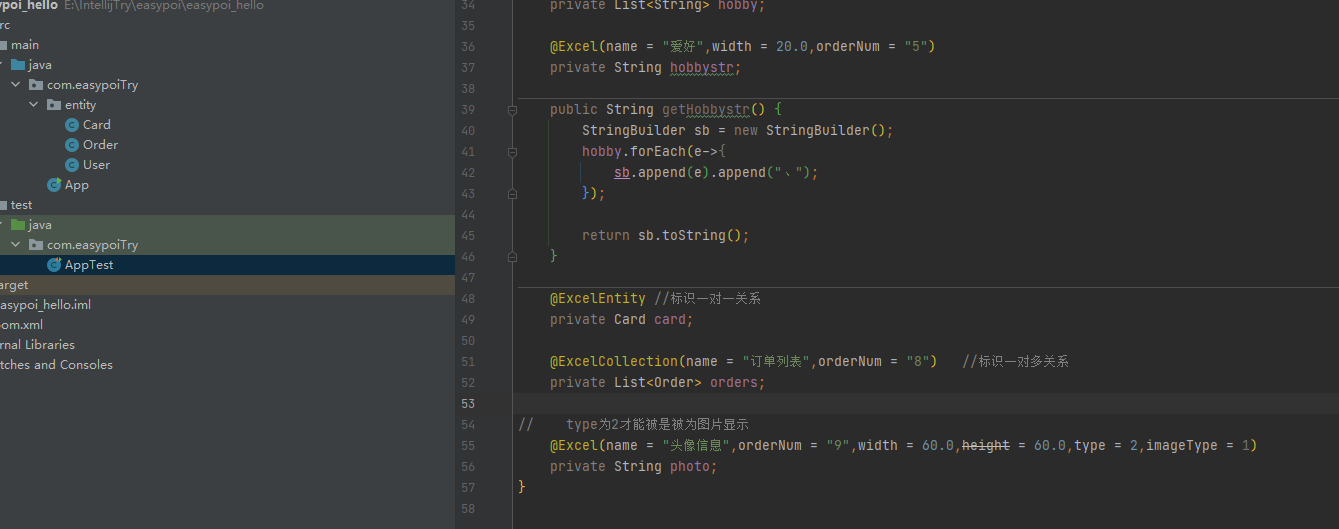 ypoi_hello E:\IntellijTry\easypoi\easypoi_hello
rc
main
java
com.easypoiTry
entity
Card
Order
User
App
test
java
com.easypoiTry
AppTest
arget
asypoi_hello.iml
om.xml
rnal Libraries
tches and Consoles
34 private List<String> hobby;
35
36 @Excel(name = "爱好",width = 20.0,orderNum = "5")
37 private String hobbystr;
38
39 public String getHobbystr() {
40 StringBuilder sb = new StringBuilder();
41 hobby.forEach(e->{
42 sb.append(e).append("、");
43 });
44
45 return sb.toString();
46 }
47
48 @ExcelEntity //标识一对一关系
49 private Card card;
50
51 @ExcelCollection(name = "订单列表",orderNum = "8") //标识一对多关系
52 private List<Order> orders;
53
54 // type为2才能被是被为图片显示
55 @Excel(name = "头像信息",orderNum = "9",width = 60.0,height = 60.0,type = 2,imageType = 1)
56 private String photo;
57 }
58